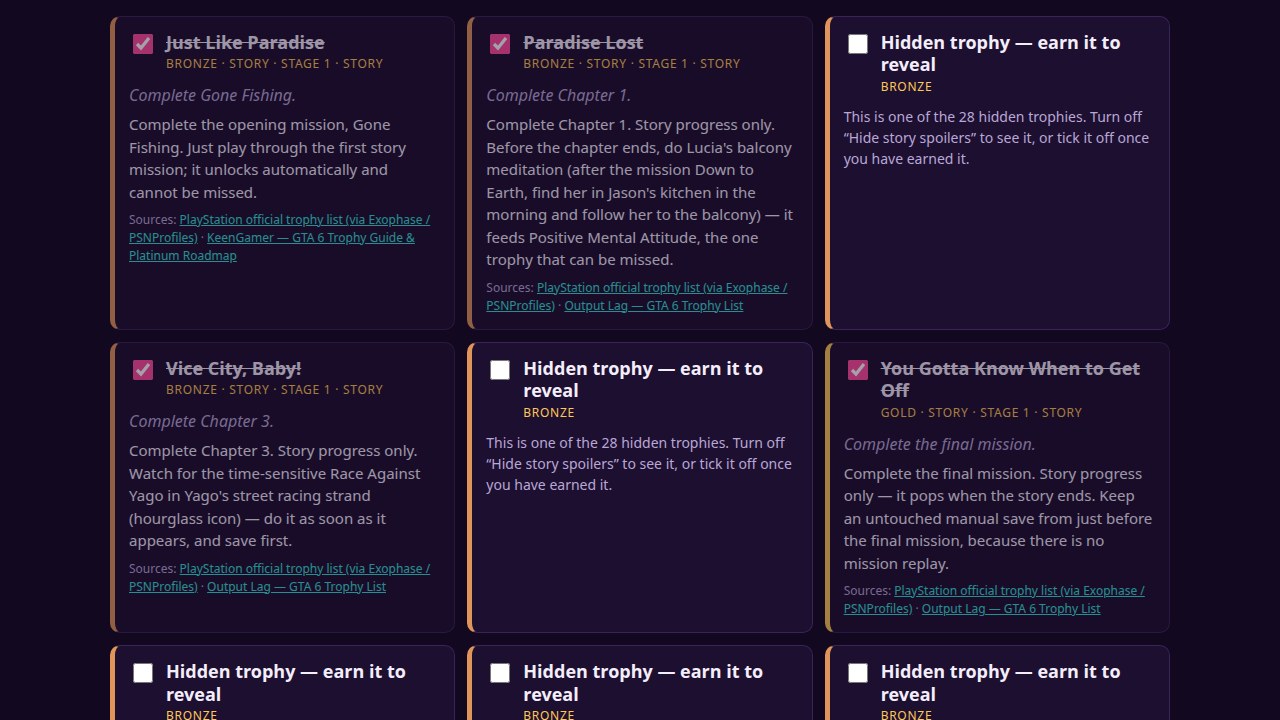 Just Like Paradise
BRONZE · STORY · STAGE 1 · STORY
Complete Gone Fishing.
Complete the opening mission, Gone
Fishing. Just play through the first story
mission; it unlocks automatically and
cannot be missed.
Sources: PlayStation official trophy list (via Exophase /
PSNProfiles) · KeenGamer — GTA 6 Trophy Guide &
Platinum Roadmap
Paradise Lost
BRONZE · STORY · STAGE 1 · STORY
Complete Chapter 1.
Complete Chapter 1. Story progress only.
Before the chapter ends, do Lucia's balcony
meditation (after the mission Down to
Earth, find her in Jason's kitchen in the
morning and follow her to the balcony) — it
feeds Positive Mental Attitude, the one
trophy that can be missed.
Sources: PlayStation official trophy list (via Exophase /
PSNProfiles) · Output Lag — GTA 6 Trophy List
Hidden trophy — earn it to
reveal
BRONZE
This is one of the 28 hidden trophies. Turn off
“Hide story spoilers” to see it, or tick it off once
you have earned it.
Vice City, Baby!
BRONZE · STORY · STAGE 1 · STORY
Complete Chapter 3.
Complete Chapter 3. Story progress only.
Watch for the time-sensitive Race Against
Yago in Yago's street racing strand
(hourglass icon) — do it as soon as it
appears, and save first.
Sources: PlayStation official trophy list (via Exophase /
PSNProfiles) · Output Lag — GTA 6 Trophy List
Hidden trophy — earn it to
reveal
BRONZE
This is one of the 28 hidden trophies. Turn off
“Hide story spoilers” to see it, or tick it off once
you have earned it.
You Gotta Know When to Get
Off
GOLD · STORY · STAGE 1 · STORY
Complete the final mission.
Complete the final mission. Story progress
only — it pops when the story ends. Keep
an untouched manual save from just before
the final mission, because there is no
mission replay.
Sources: PlayStation official trophy list (via Exophase /
PSNProfiles) · Output Lag — GTA 6 Trophy List
Hidden trophy — earn it to
reveal
BRONZE
Hidden trophy — earn it to
reveal
BRONZE
Hidden trophy — earn it to
reveal
BRONZE